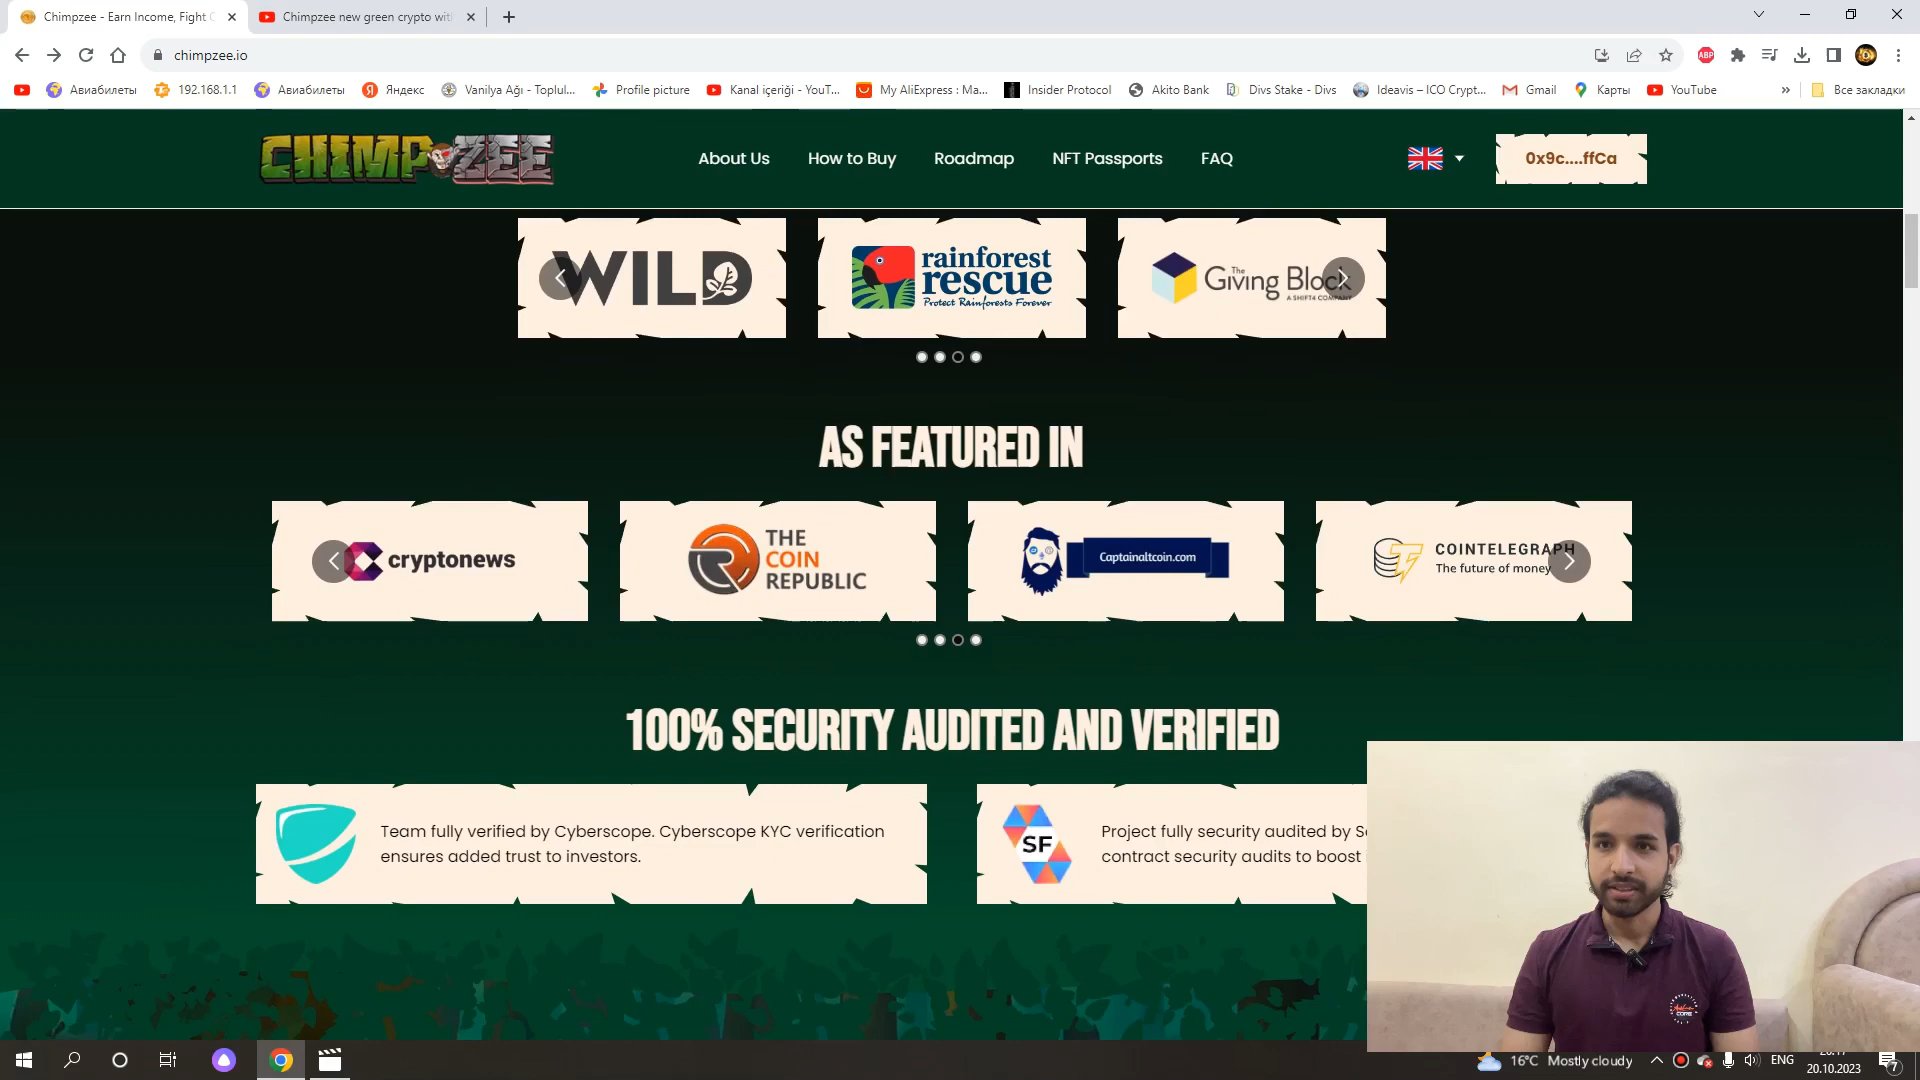 Chimpzee - Earn Income, Fight C
Chimpzee new green crypto wit
chimpzee.io
ABP
Авиабилеты
192.168.1.1
Авиабилеты
Яндекс
Vanilya Ağı - Toplul...
Profile picture
Kanal içeriği - YouT...
My AliExpress : Ma...
Insider Protocol
Akito Bank
Divs Stake - Divs
Ideavis – ICO Crypt...
Gmail
Карты
YouTube
»
Все закладки
CHIMPZEE
About Us
How to Buy
Roadmap
NFT Passports
FAQ
0x9c....ffCa
WILD
rainforest
rescue
Protect Rainforests Forever
The
Giving Block
A SHIFT4 COMPANY
AS FEATURED IN
cryptonews
THE
COIN
REPUBLIC
Captainaltcoin.com
COINTELEGRAPH
The future of money
100% SECURITY AUDITED AND VERIFIED
Team fully verified by Cyberscope. Cyberscope KYC verification
ensures added trust to investors.
SF
Project fully security audited by S
contract security audits to boost
16°C Mostly cloudy
ENG
20.10.2023
7